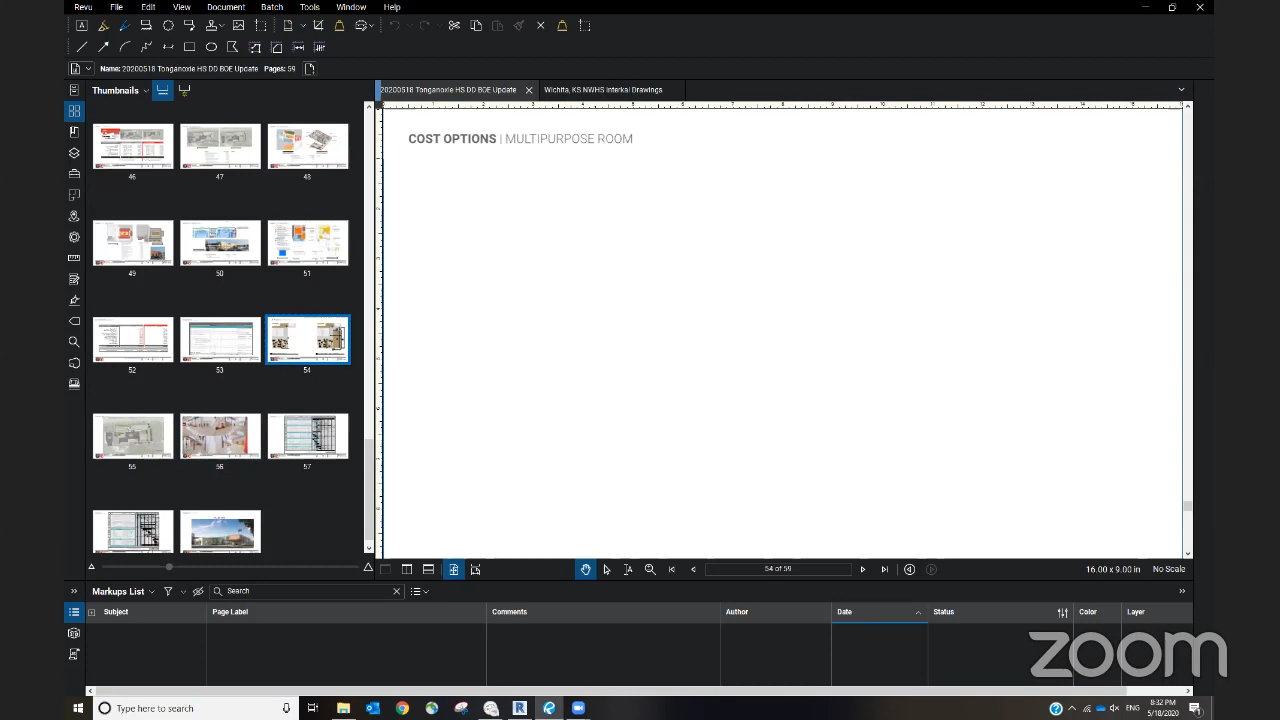 Revu File Edit View Document Batch Tools Window Help
Name: 20200518 Tonganoxie HS DD BOE Update Pages: 59
Thumbnails
20200518 Tonganoxie HS DD BOE Update
Wichita, KS NWHS Interkal Drawings
COST OPTIONS | MULTIPURPOSE ROOM
46 47 48
49 50 51
52 53 54
55 56 57
54 of 59
16.00 x 9.00 in No Scale
Markups List
Search
Subject Page Label Comments Author Date Status Color Layer
zoom
Type here to search
ENG
8:32 PM
5/18/2020